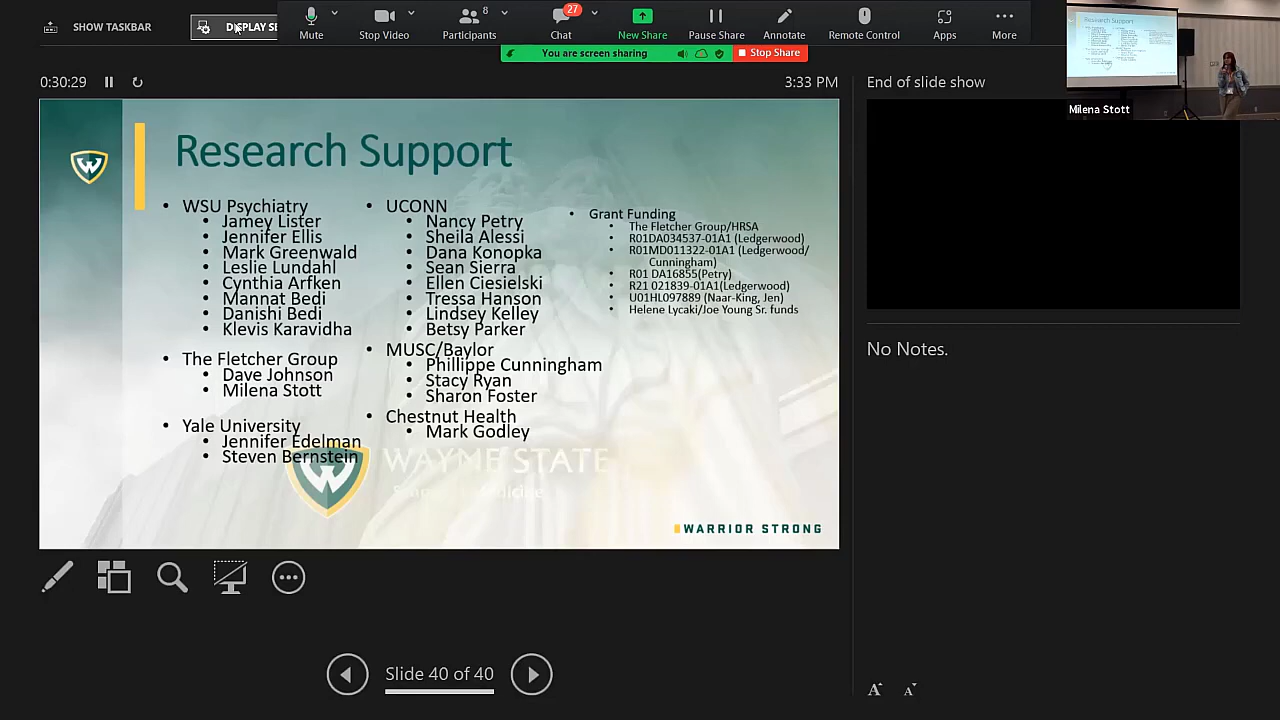 SHOW TASKBAR
DISPLAY SE
Mute
Stop Video
8
Participants
27
Chat
New Share
Pause Share
Annotate
Remote Control
Apps
More
You are screen sharing
Stop Share
0:30:29
3:33 PM
End of slide show
Milena Stott
Research Support
• WSU Psychiatry
• Jamey Lister
• Jennifer Ellis
• Mark Greenwald
• Leslie Lundahl
• Cynthia Arfken
• Mannat Bedi
• Danishi Bedi
• Klevis Karavidha
• The Fletcher Group
• Dave Johnson
• Milena Stott
• Yale University
• Jennifer Edelman
• Steven Bernstein
• UCONN
• Nancy Petry
• Sheila Alessi
• Dana Konopka
• Sean Sierra
• Ellen Ciesielski
• Tressa Hanson
• Lindsey Kelley
• Betsy Parker
• MUSC/Baylor
• Phillippe Cunningham
• Stacy Ryan
• Sharon Foster
• Chestnut Health
• Mark Godley
• Grant Funding
• The Fletcher Group/HRSA
• R01DA034537-01A1 (Ledgerwood)
• R01MD011322-01A1 (Ledgerwood/
Cunningham)
• R01 DA16855(Petry)
• R21 021839-01A1(Ledgerwood)
• U01HL097889 (Naar-King, Jen)
• Helene Lycaki/Joe Young Sr. funds
WAYNE STATE
WARRIOR STRONG
No Notes.
Slide 40 of 40